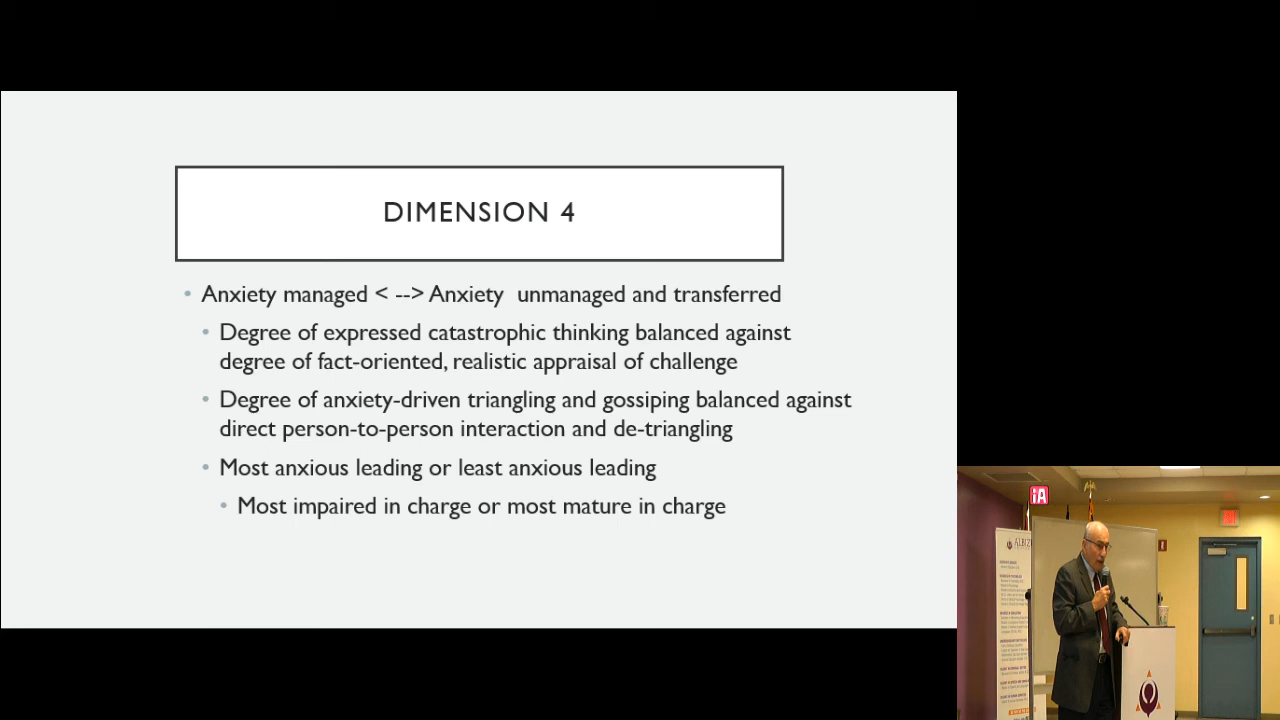 DIMENSION 4
• Anxiety managed < --> Anxiety  unmanaged and transferred
• Degree of expressed catastrophic thinking balanced against
degree of fact-oriented, realistic appraisal of challenge
• Degree of anxiety-driven triangling and gossiping balanced against
direct person-to-person interaction and de-triangling
• Most anxious leading or least anxious leading
• Most impaired in charge or most mature in charge
iA